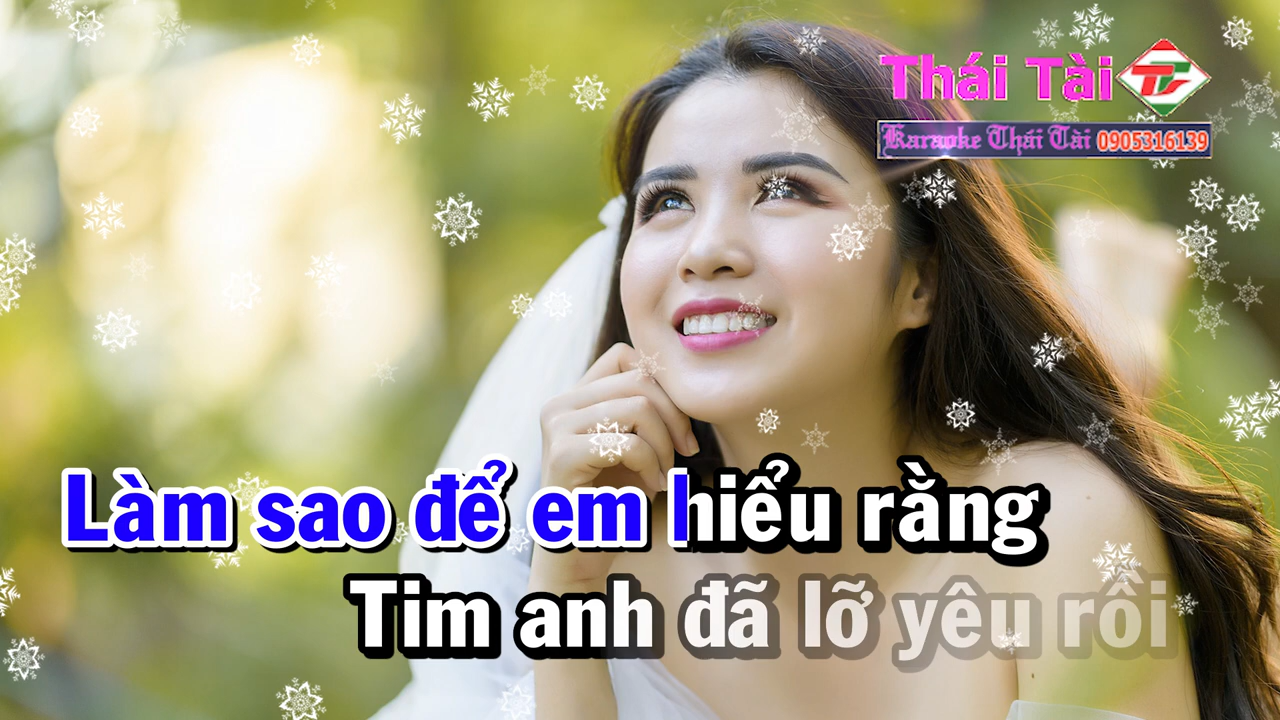 Thái Tài
Karaoke Thái Tài 0905316139
Làm sao để em hiểu rằng
Tim anh đã lỡ yêu rồi